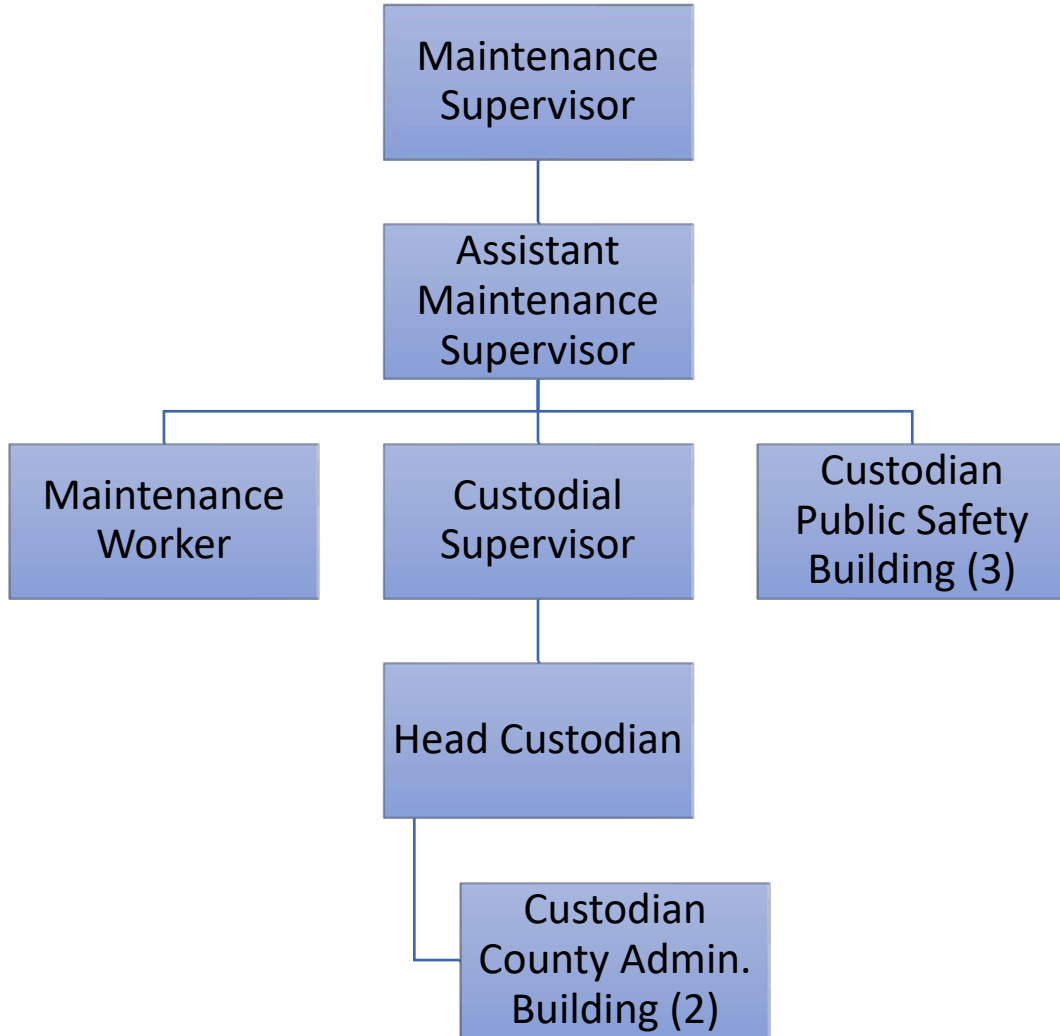 Maintenance
Supervisor
Assistant
Maintenance
Supervisor
Maintenance
Worker
Custodial
Supervisor
Custodian
Public Safety
Building (3)
Head Custodian
Custodian
County Admin.
Building (2)